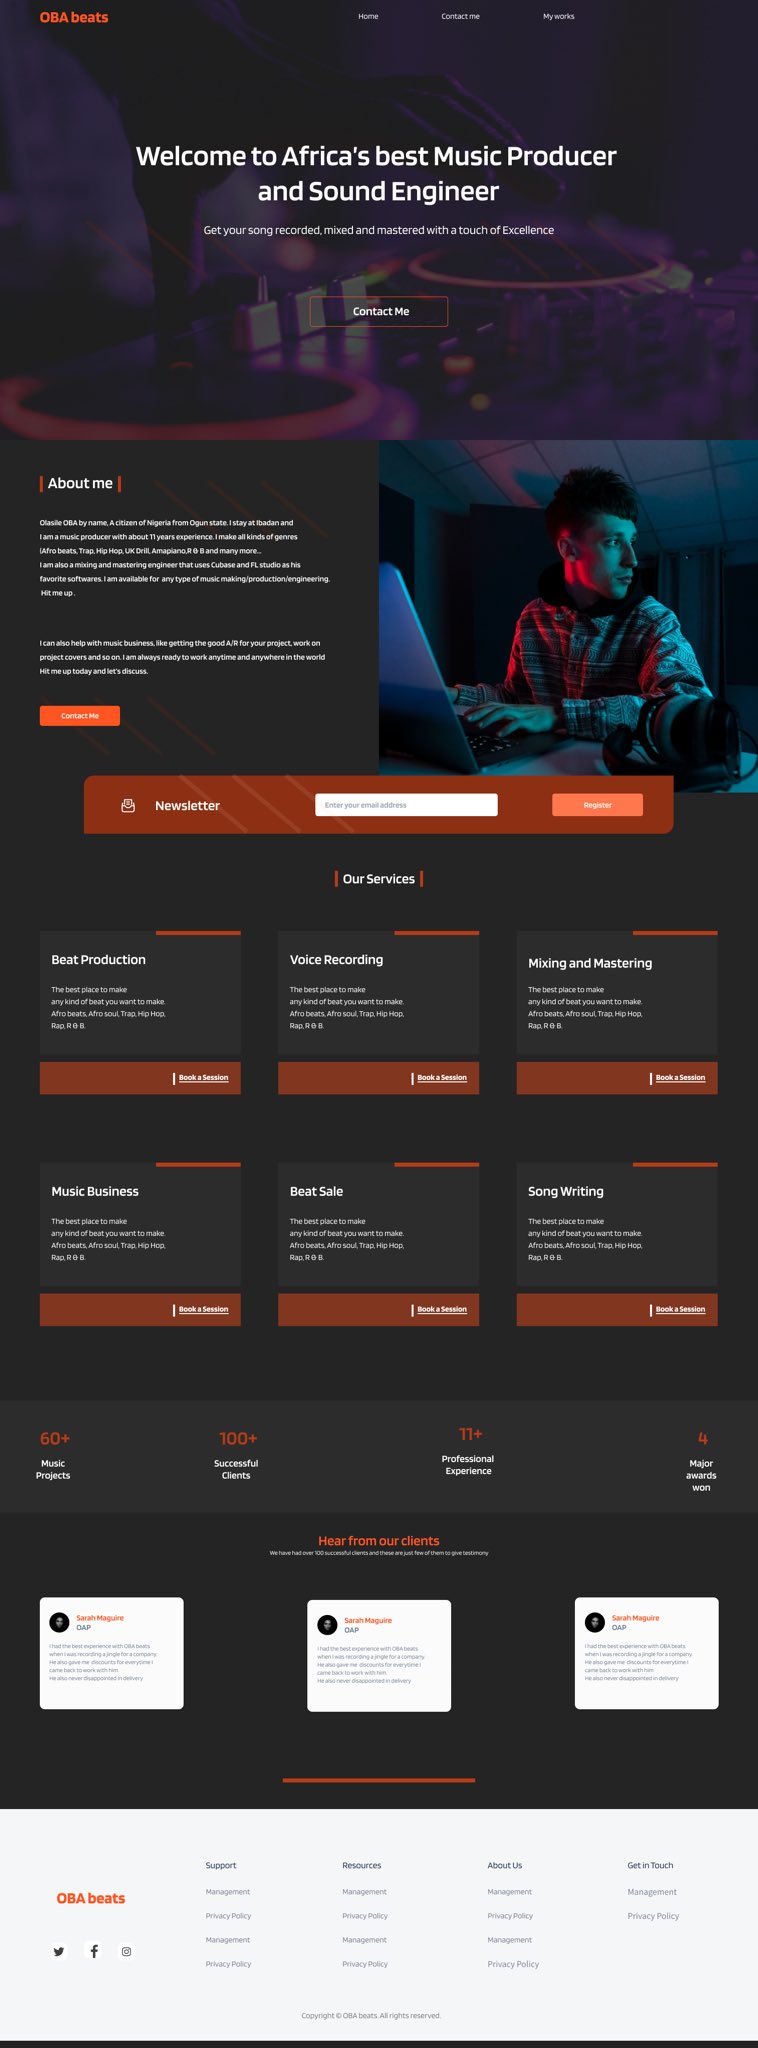 OBA beats
Home
Contact me
My works
Welcome to Africa's best Music Producer
and Sound Engineer
Get your song recorded, mixed and mastered with a touch of Excellence
Contact Me
About me
Olasile OBA by name, A citizen of Nigeria from Ogun state. I stay at Ibadan and
I am a music producer with about 11 years experience. I make all kinds of genres
(Afro beats, Trap, Hip Hop, UK Drill, Amapiano,R & B and many more...
I am also a mixing and mastering engineer that uses Cubase and FL studio as his
favorite softwares. I am available for any type of music making/production/engineering.
Hit me up .
I can also help with music business, like getting the good A/R for your project, work on
project covers and so on. I am always ready to work anytime and anywhere in the world
Hit me up today and let's discuss.
Contact Me
Newsletter
Enter your email address
Register
Our Services
Beat Production
The best place to make
any kind of beat you want to make.
Afro beats, Afro soul, Trap, Hip Hop,
Rap, R & B.
Book a Session
Voice Recording
The best place to make
any kind of beat you want to make.
Afro beats, Afro soul, Trap, Hip Hop,
Rap, R & B.
Book a Session
Mixing and Mastering
The best place to make
any kind of beat you want to make.
Afro beats, Afro soul, Trap, Hip Hop,
Rap, R & B.
Book a Session
Music Business
The best place to make
any kind of beat you want to make.
Afro beats, Afro soul, Trap, Hip Hop,
Rap, R & B.
Book a Session
Beat Sale
The best place to make
any kind of beat you want to make.
Afro beats, Afro soul, Trap, Hip Hop,
Rap, R & B.
Book a Session
Song Writing
The best place to make
any kind of beat you want to make.
Afro beats, Afro soul, Trap, Hip Hop,
Rap, R & B.
Book a Session
60+
Music
Projects
100+
Successful
Clients
11+
Professional
Experience
4
Major
awards
won
Hear from our clients
We have had over 100 successful clients and these are just few of them to give testimony
Sarah Maguire
OAP
I had the best experience with OBA beats
when I was recording a jingle for a company.
He also gave me discounts for everytime I
came back to work with him.
He also never disappointed in delivery
Sarah Maguire
OAP
I had the best experience with OBA beats
when I was recording a jingle for a company.
He also gave me discounts for everytime I
came back to work with him.
He also never disappointed in delivery
Sarah Maguire
OAP
I had the best experience with OBA beats
when I was recording a jingle for a company.
He also gave me discounts for everytime I
came back to work with him.
He also never disappointed in delivery
OBA beats
Support
Management
Privacy Policy
Management
Privacy Policy
Resources
Management
Privacy Policy
Management
Privacy Policy
About Us
Management
Privacy Policy
Management
Privacy Policy
Get in Touch
Management
Privacy Policy
Copyright © OBA beats. All rights reserved.